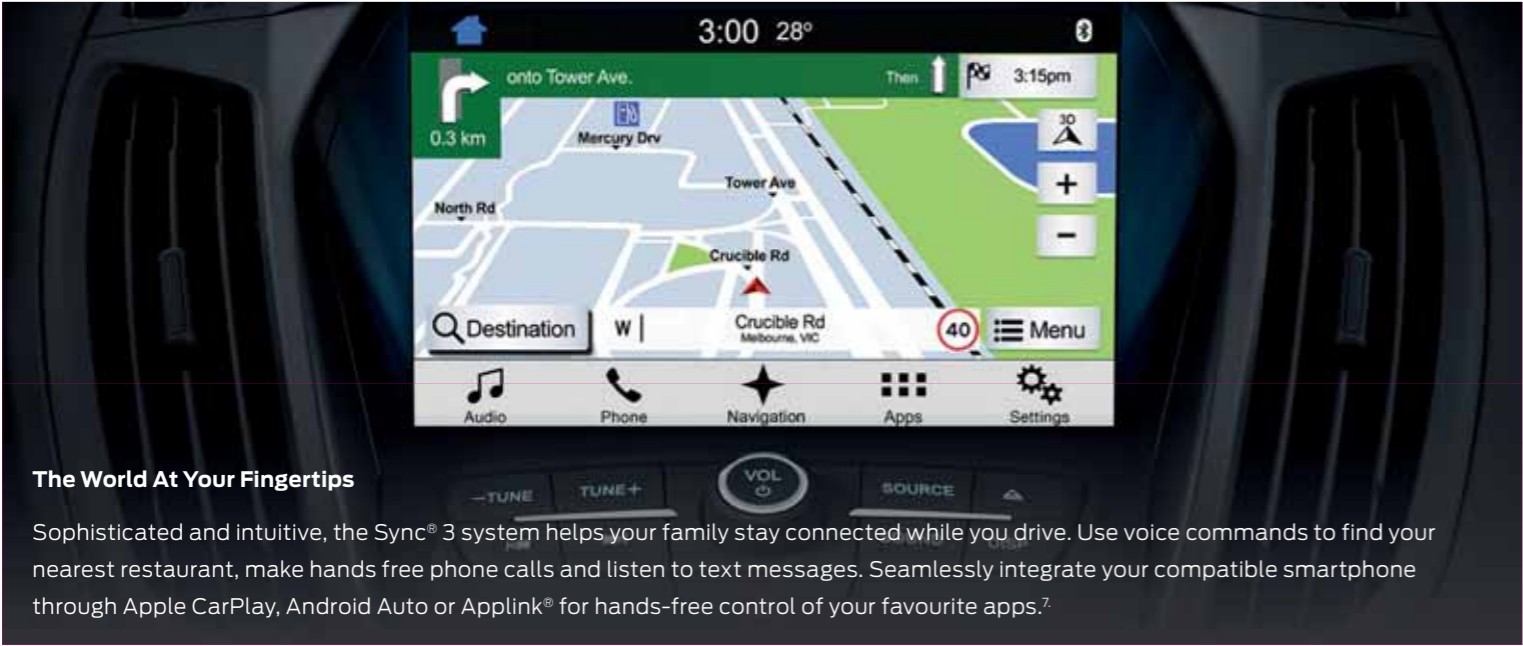 3:00 28°
onto Tower Ave.
Then
3:15pm
0.3 km
3D
Mercury Drv
+
Tower Ave
North Rd
−
Crucible Rd
Destination
W
Crucible Rd
Melbourne, VIC
40
Menu
Audio
Phone
Navigation
Apps
Settings
The World At Your Fingertips
VOL
−TUNE
TUNE+
SOURCE
Sophisticated and intuitive, the Sync® 3 system helps your family stay connected while you drive. Use voice commands to find your
nearest restaurant, make hands free phone calls and listen to text messages. Seamlessly integrate your compatible smartphone
through Apple CarPlay, Android Auto or Applink® for hands-free control of your favourite apps.7.